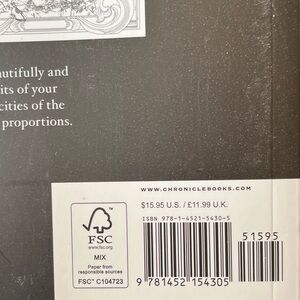 utifully and
its of your
cities of the
proportions.
WWW.CHRONICLEBOOKS.COM
$15.95 U.S. / £11.99 U.K.
ISBN 978-1-4521-5430-5
51595
FSC
www.fsc.org
MIX
Paper from
responsible sources
FSC™ C104723
9 781452 154305